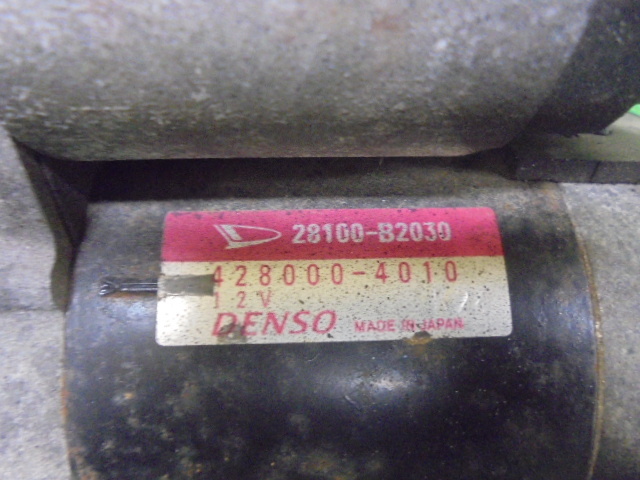 28100-B2030
428000-4010
12V
DENSO MADE IN JAPAN